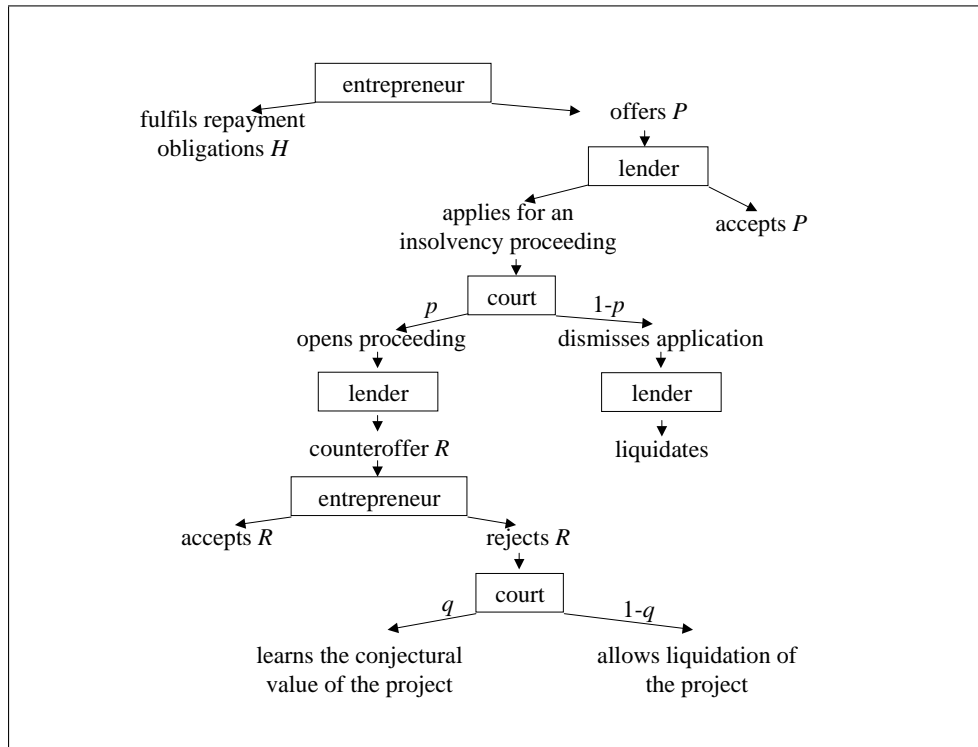 entrepreneur
fulfils repayment
obligations H
offers P
lender
applies for an
insolvency proceeding
accepts P
court
p
1-p
opens proceeding
dismisses application
lender
lender
counteroffer R
liquidates
entrepreneur
accepts R
rejects R
court
q
1-q
learns the conjectural
value of the project
allows liquidation of
the project